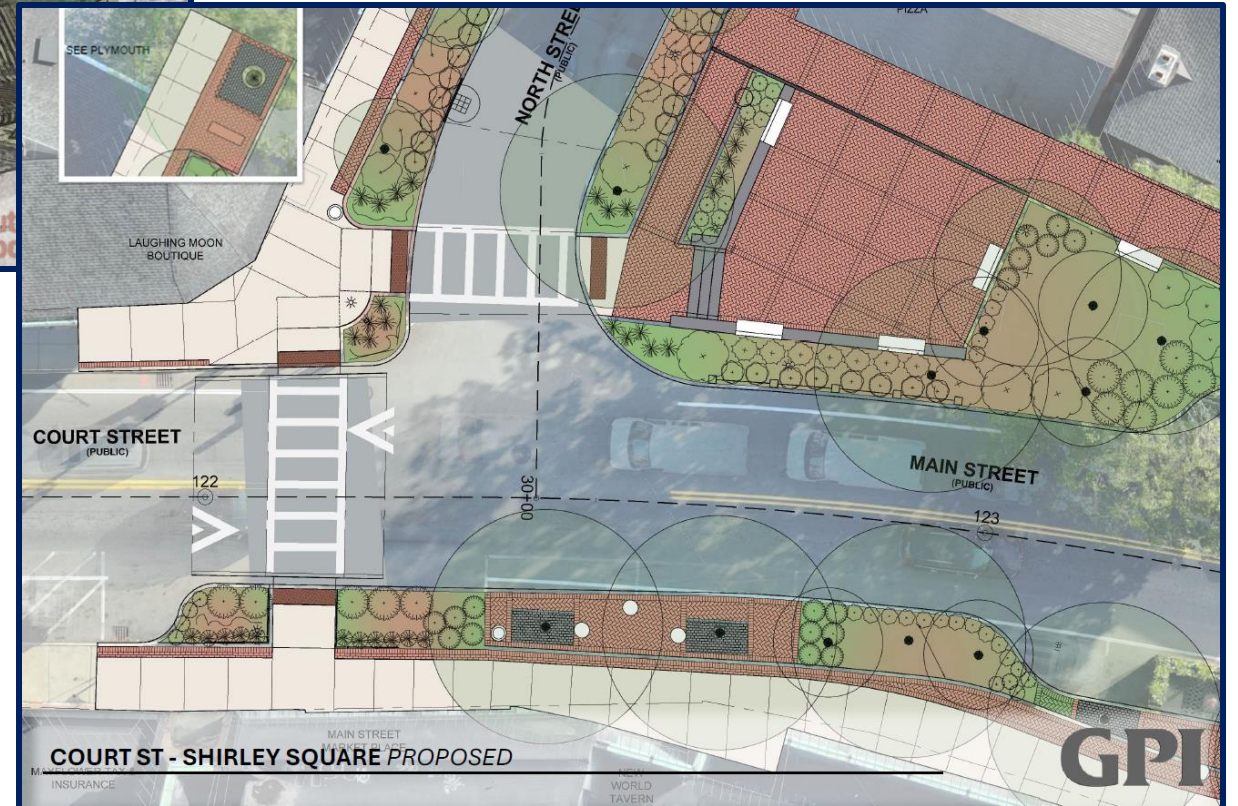 SEE PLYMOUTH
PIZZA
NORTH STREET
(PUBLIC)
LAUGHING MOON
BOUTIQUE
COURT STREET
(PUBLIC)
122
30+00
MAIN STREET
(PUBLIC)
123
MAIN STREET
MARKET PLACE
COURT ST - SHIRLEY SQUARE PROPOSED
INSURANCE
NEW
WORLD
TAVERN
GPI